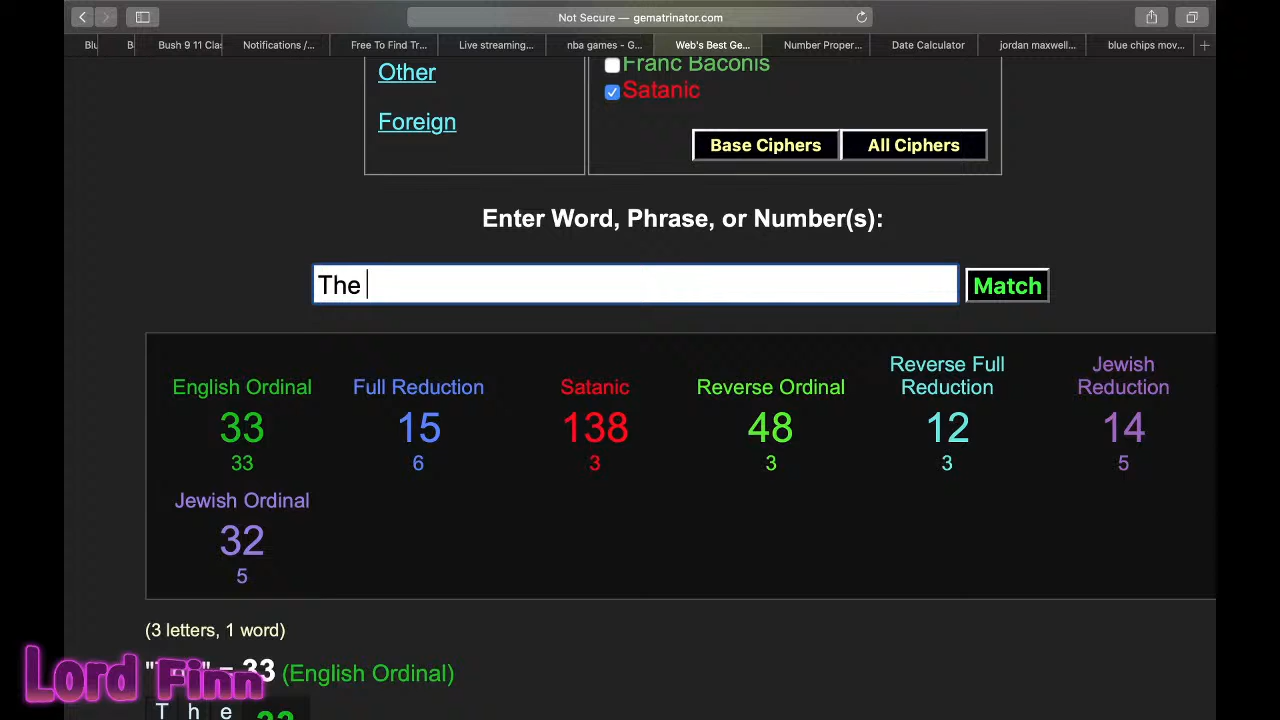 Not Secure — gematrinator.com
Blu
B
Bush 9 11 Clas
Notifications /...
Free To Find Tr...
Live streaming...
nba games - G...
Web's Best Ge...
Number Proper...
Date Calculator
jordan maxwell...
blue chips mov...
Other
Foreign
Franc Baconis
Satanic
Base Ciphers
All Ciphers
Enter Word, Phrase, or Number(s):
The
Match
English Ordinal
33
33
Full Reduction
15
6
Satanic
138
3
Reverse Ordinal
48
3
Reverse Full
Reduction
12
3
Jewish
Reduction
14
5
Jewish Ordinal
32
5
(3 letters, 1 word)
= 33 (English Ordinal)
T h e 33
Lord Finn